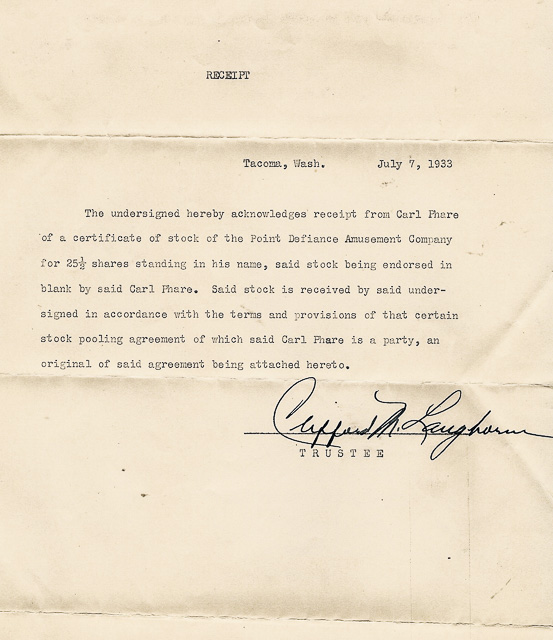 RECEIPT
Tacoma, Wash. July 7, 1933
The undersigned hereby acknowledges receipt from Carl Phare
of a certificate of stock of the Point Defiance Amusement Company
for 25½ shares standing in his name, said stock being endorsed in
blank by said Carl Phare. Said stock is received by said under-
signed in accordance with the terms and provisions of that certain
stock pooling agreement of which said Carl Phare is a party, an
original of said agreement being attached hereto.
Clifford M. Langhorne
TRUSTEE